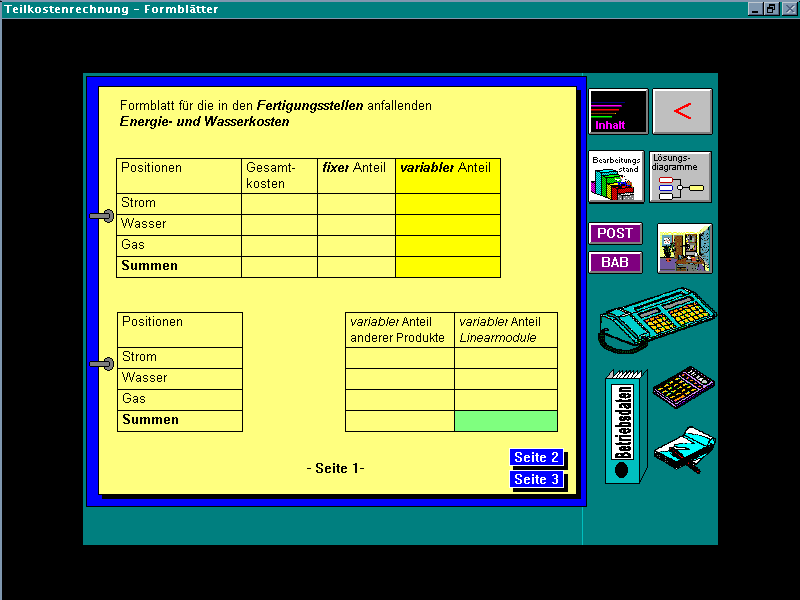 Teilkostenrechnung - Formblätter
Formblatt für die in den Fertigungsstellen anfallenden
Energie- und Wasserkosten
Positionen Gesamt- fixer Anteil variabler Anteil
kosten
Strom
Wasser
Gas
Summen
Positionen variabler Anteil variabler Anteil
anderer Produkte Linearmodule
Strom
Wasser
Gas
Summen
- Seite 1-
Seite 2
Seite 3
Inhalt
<
Bearbeitungs
stand
Lösungs-
diagramme
POST
BAB
Betriebsdaten